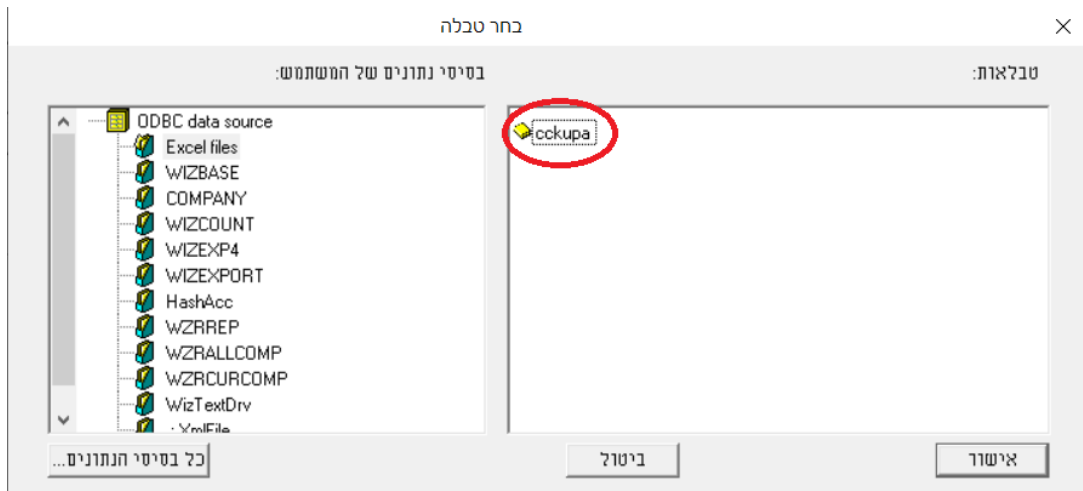 בחר טבלה
טבלאות:
בסיסי נתונים של המשתמש:
cckupa
ODBC data source
Excel files
WIZBASE
COMPANY
WIZCOUNT
WIZEXP4
WIZEXPORT
HashAcc
WZRREP
WZRALLCOMP
WZRCURCOMP
WizTextDrv
: XmlFile
אישור
ביטול
כל בסיסי הנתונים...